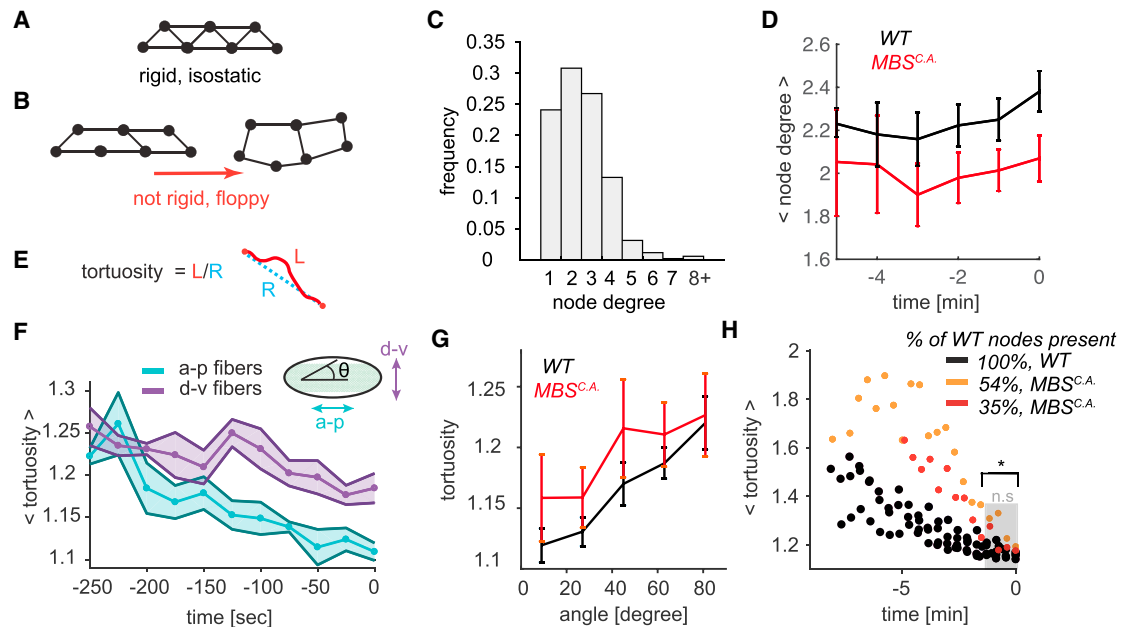 A
rigid, isostatic
B
not rigid, floppy
C
0.35
0.3
0.25
0.2
0.15
0.1
0.05
0
frequency
1 2 3 4 5 6 7 8+
node degree
D
WT
MBS^C.A.
2.6
2.4
2.2
2
1.8
1.6
< node degree >
-4 -2 0
time [min]
E
tortuosity = L/R
L
R
F
a-p fibers
d-v fibers
θ
d-v
a-p
1.3
1.25
1.2
1.15
1.1
< tortuosity >
-250 -200 -150 -100 -50 0
time [sec]
G
WT
MBS^C.A.
1.25
1.2
1.15
1.1
tortuosity
0 20 40 60 80
angle [degree]
H
% of WT nodes present
100%, WT
54%, MBS^C.A.
35%, MBS^C.A.
*
n.s
2
1.8
1.6
1.4
1.2
< tortuosity >
-5 0
time [min]